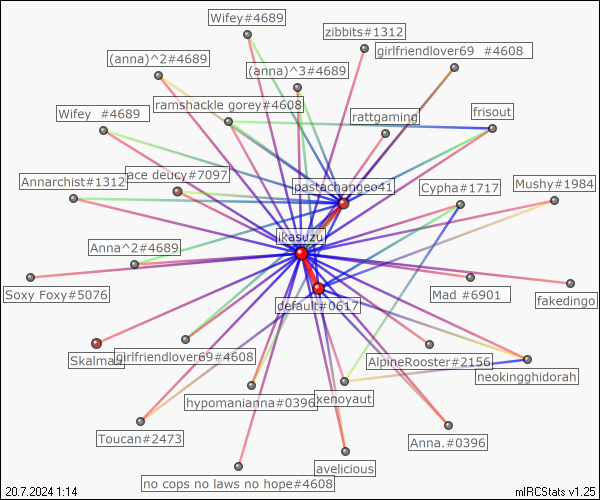 Wifey#4689
zibbits#1312
girlfriendlover69 #4608
(anna)^2#4689
(anna)^3#4689
ramshackle gorey#4608
Wifey #4689
rattgaming
frisout
ace deucy#7097
Annarchist#1312
pastachangeo41
Cypha#1717
Mushy#1984
ikasuzu
Anna^2#4689
Soxy Foxy#5076
default#0617
Mad #6901
fakedingo
Skalman
girlfriendlover69#4608
AlpineRooster#2156
neokingghidorah
hypomanianna#0396
xenoyaut
Toucan#2473
Anna.#0396
avelicious
no cops no laws no hope#4608
20.7.2024 1:14
mIRCStats v1.25